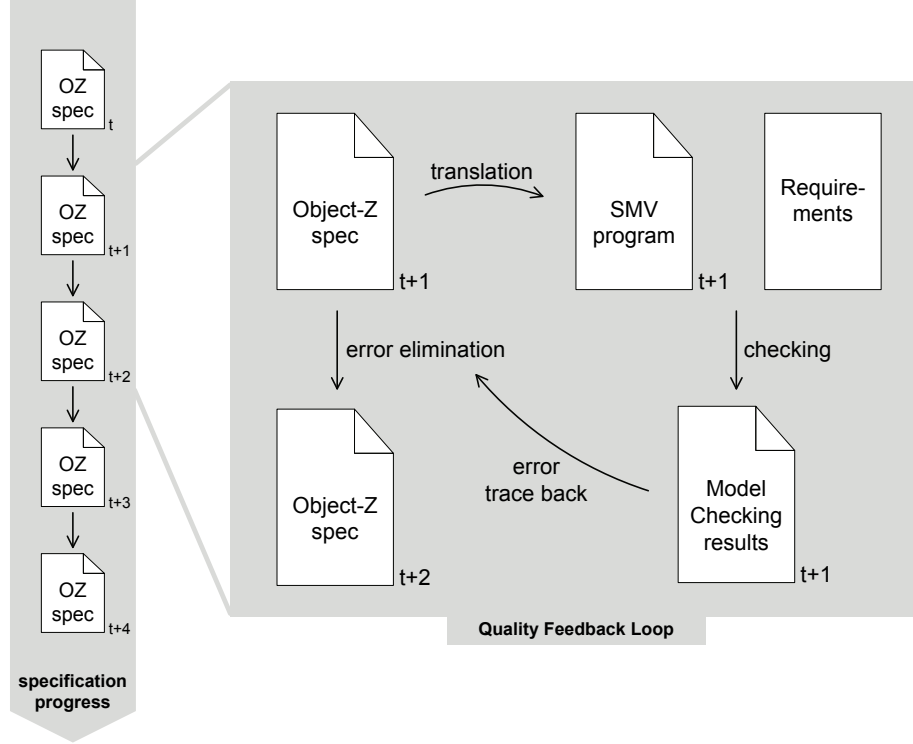 OZ
spec
t
OZ
spec
t+1
OZ
spec
t+2
OZ
spec
t+3
OZ
spec
t+4
specification
progress
Object-Z
spec
t+1
translation
SMV
program
t+1
Require-
ments
error elimination
checking
Object-Z
spec
t+2
error
trace back
Model
Checking
results
t+1
Quality Feedback Loop